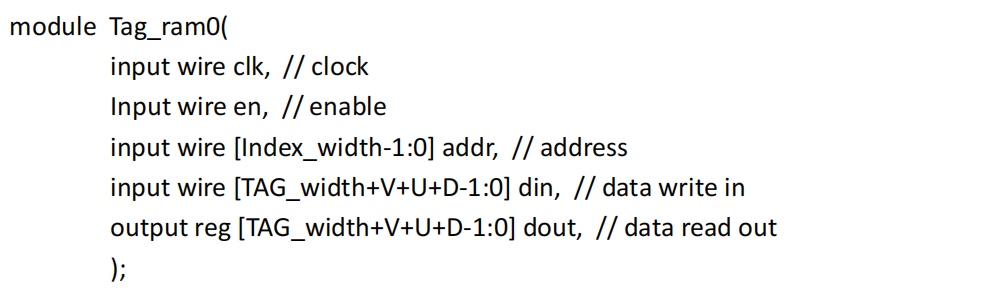 module Tag_ram0(
input wire clk, // clock
Input wire en, // enable
input wire [Index_width-1:0] addr, // address
input wire [TAG_width+V+U+D-1:0] din, // data write in
output reg [TAG_width+V+U+D-1:0] dout, // data read out
);